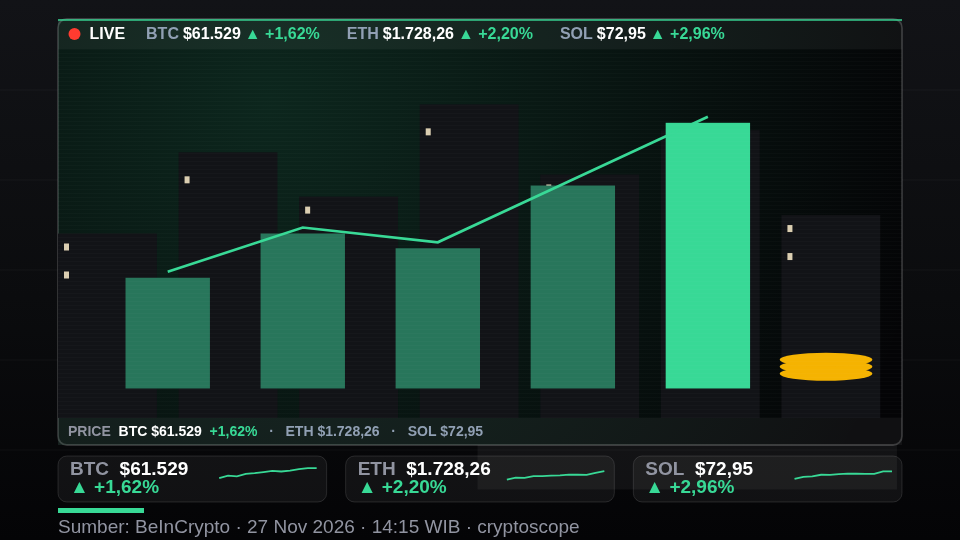 LIVE BTC $61.529 ▲ +1,62% ETH $1.728,26 ▲ +2,20% SOL $72,95 ▲ +2,96%
PRICE BTC $61.529 +1,62% · ETH $1.728,26 · SOL $72,95
BTC $61.529
▲ +1,62%
ETH $1.728,26
▲ +2,20%
SOL $72,95
▲ +2,96%
Sumber: BeInCrypto · 27 Nov 2026 · 14:15 WIB · cryptoscope